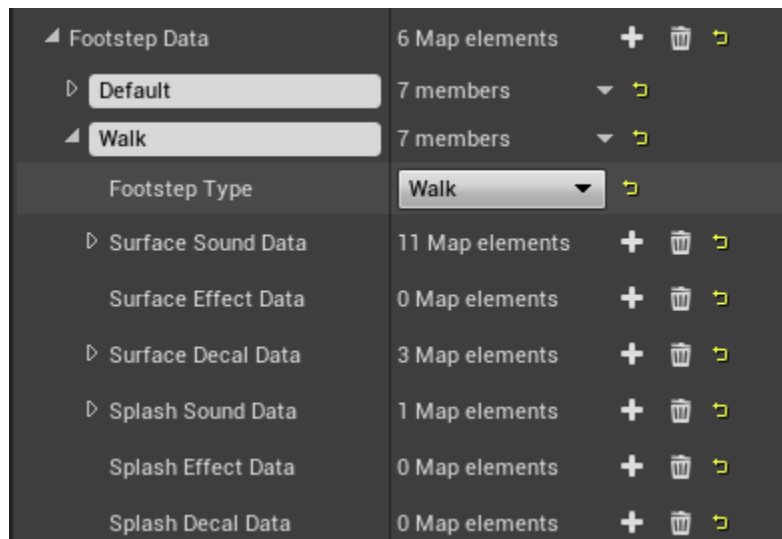 Footstep Data 6 Map elements
Default 7 members
Walk 7 members
Footstep Type Walk
Surface Sound Data 11 Map elements
Surface Effect Data 0 Map elements
Surface Decal Data 3 Map elements
Splash Sound Data 1 Map elements
Splash Effect Data 0 Map elements
Splash Decal Data 0 Map elements